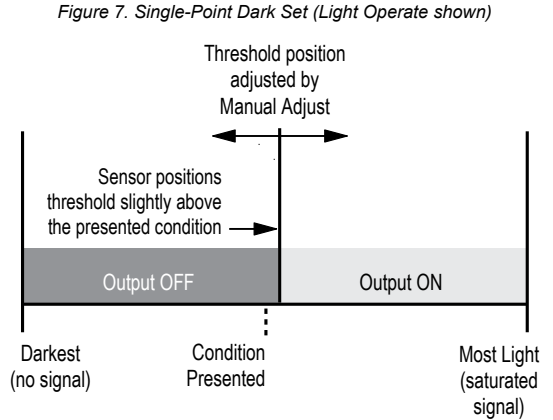 Figure 7. Single-Point Dark Set (Light Operate shown)
Threshold position
adjusted by
Manual Adjust
Sensor positions
threshold slightly above
the presented condition
Output OFF
Output ON
Darkest
(no signal)
Condition
Presented
Most Light
(saturated
signal)